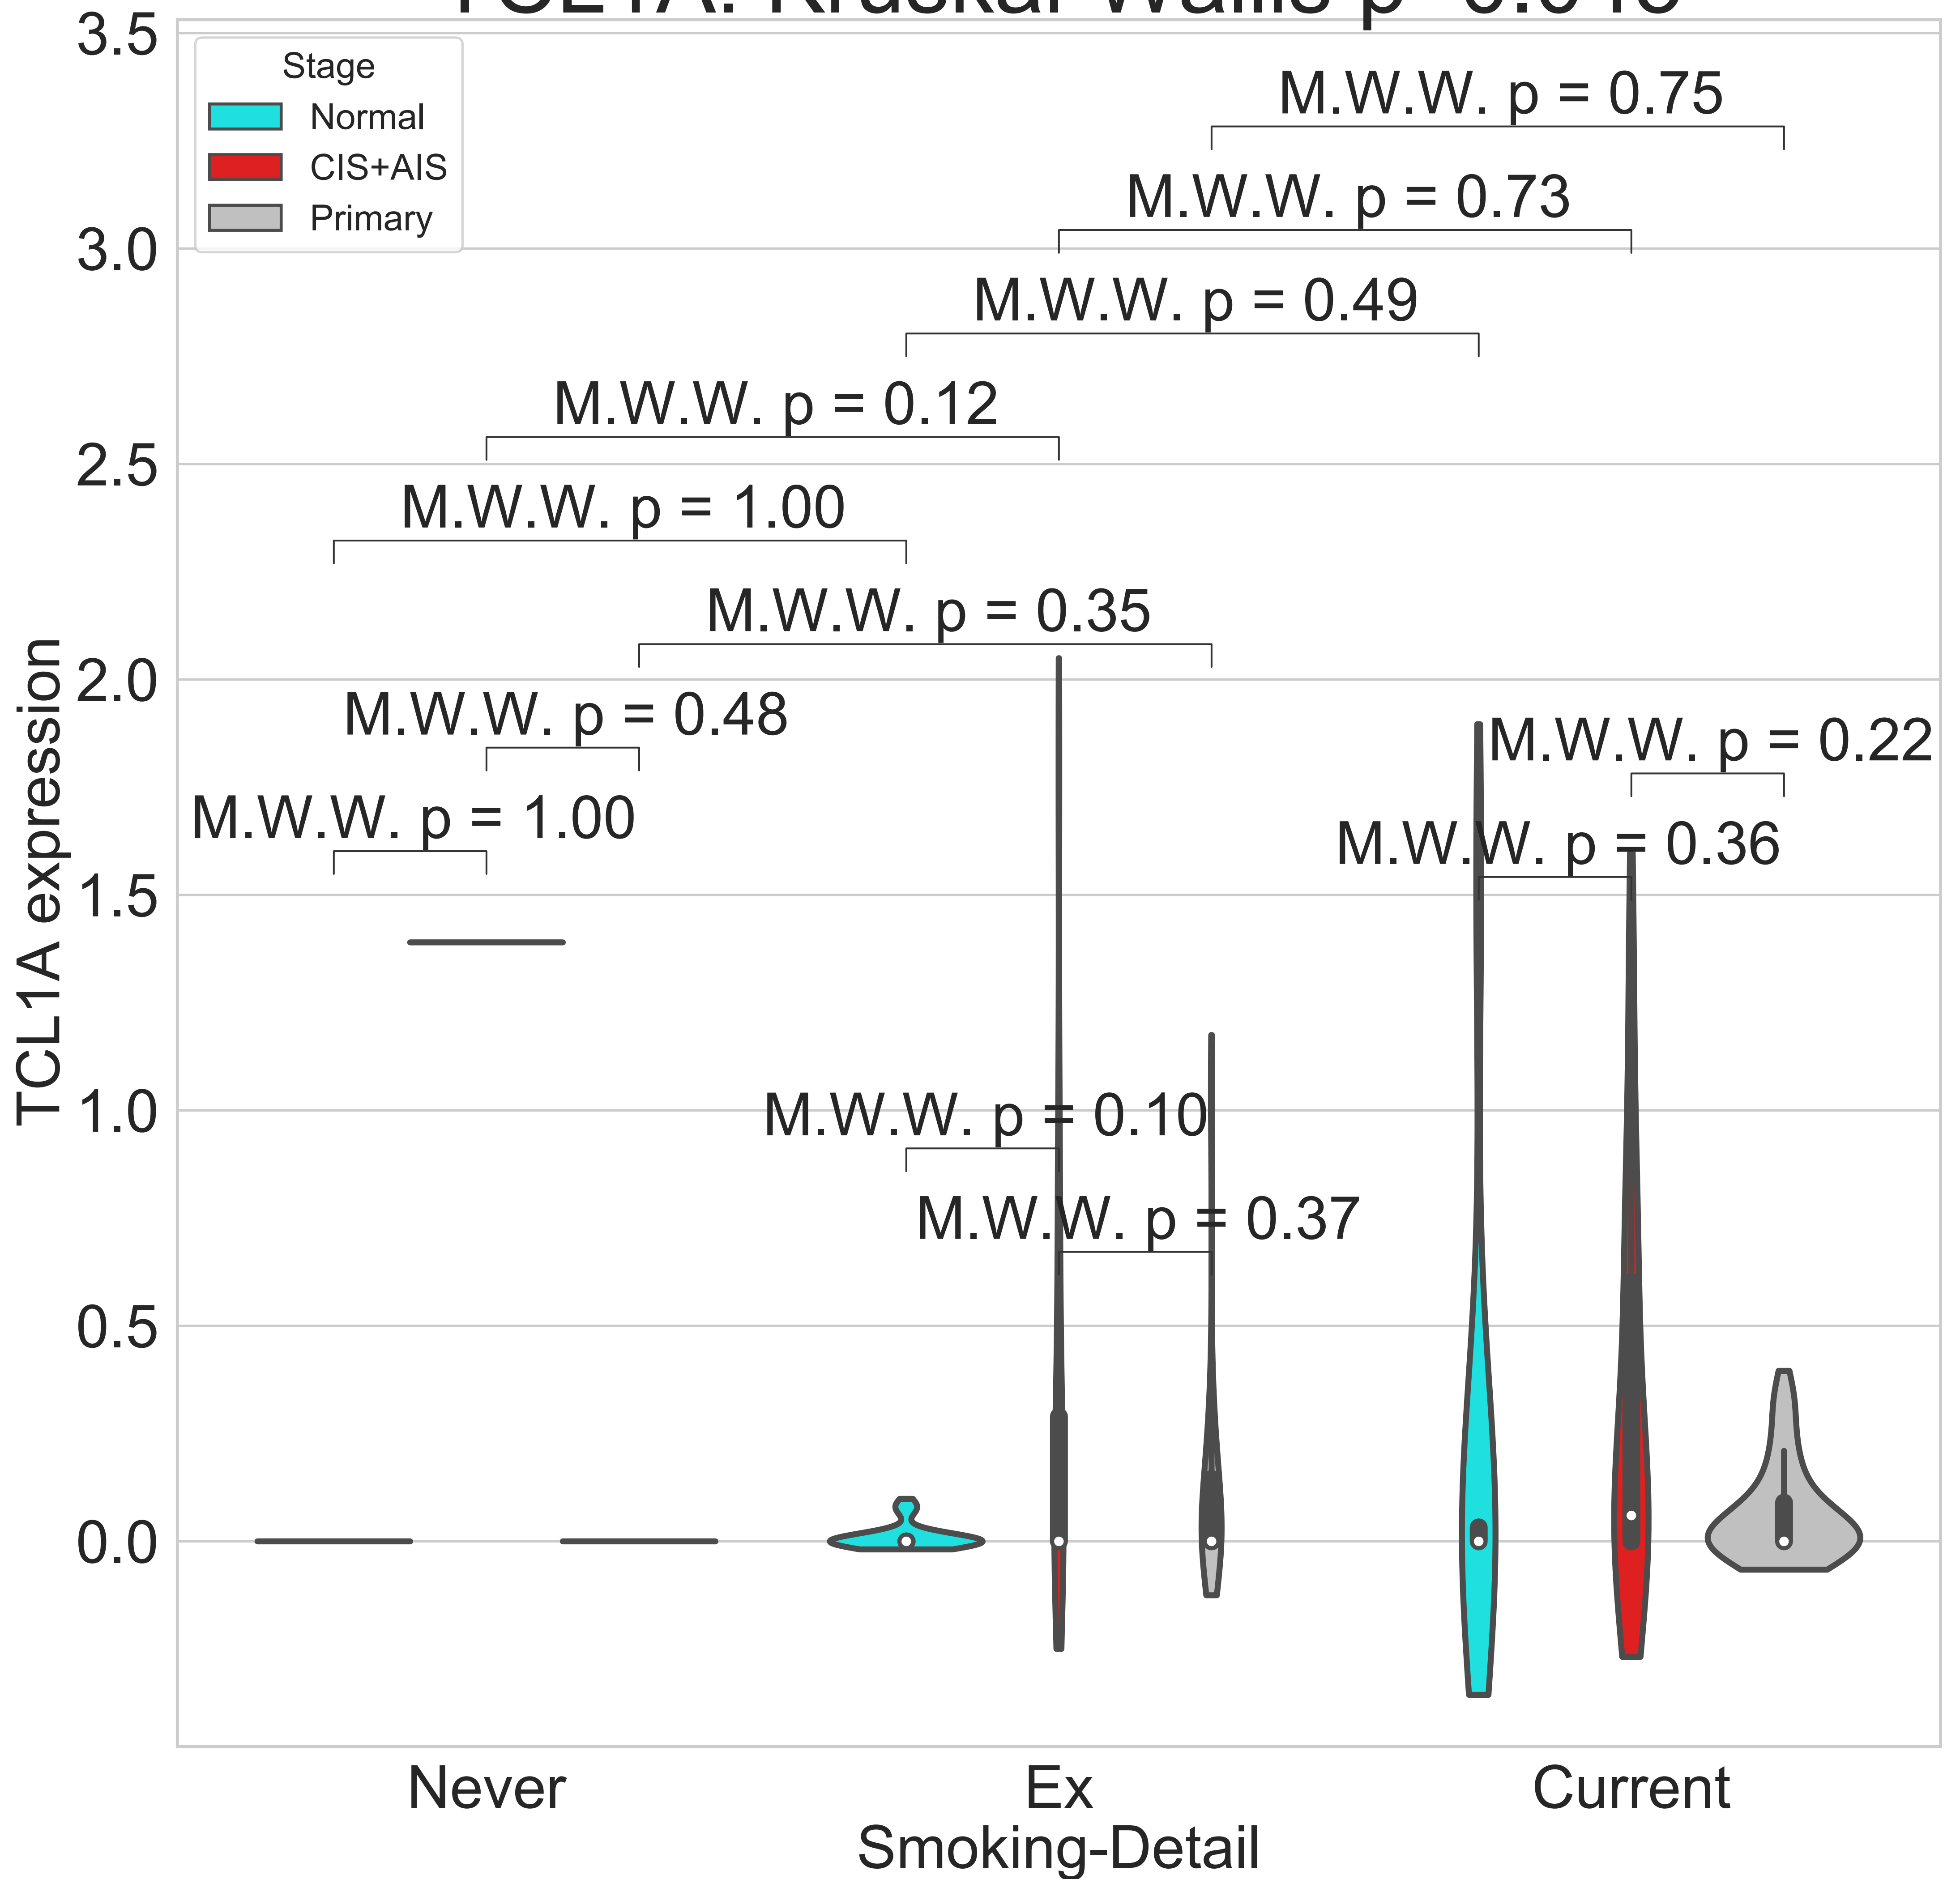 3.5
Stage
Normal
CIS+AIS
Primary
M.W.W. p = 0.75
M.W.W. p = 0.73
3.0
M.W.W. p = 0.49
M.W.W. p = 0.12
2.5
M.W.W. p = 1.00
M.W.W. p = 0.35
2.0
M.W.W. p = 0.48
M.W.W. p = 0.22
M.W.W. p = 1.00
M.W.W. p = 0.36
1.5
TCL1A expression
1.0
M.W.W. p = 0.10
M.W.W. p = 0.37
0.5
0.0
Never
Ex
Current
Smoking-Detail